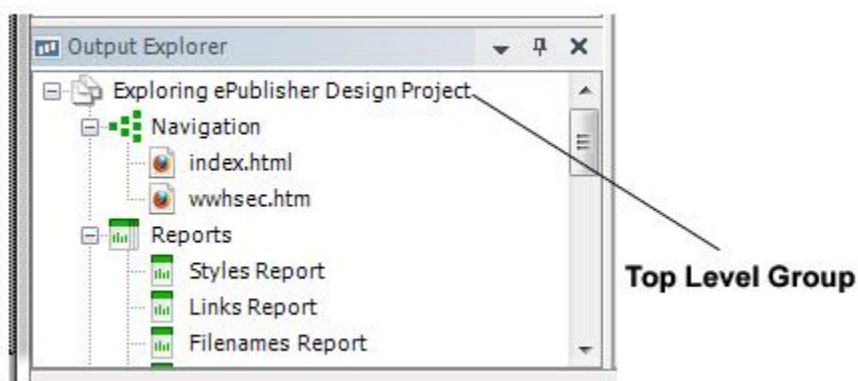 Output Explorer
Exploring ePublisher Design Project
Navigation
index.html
wwhsec.htm
Reports
Styles Report
Links Report
Filenames Report
Top Level Group